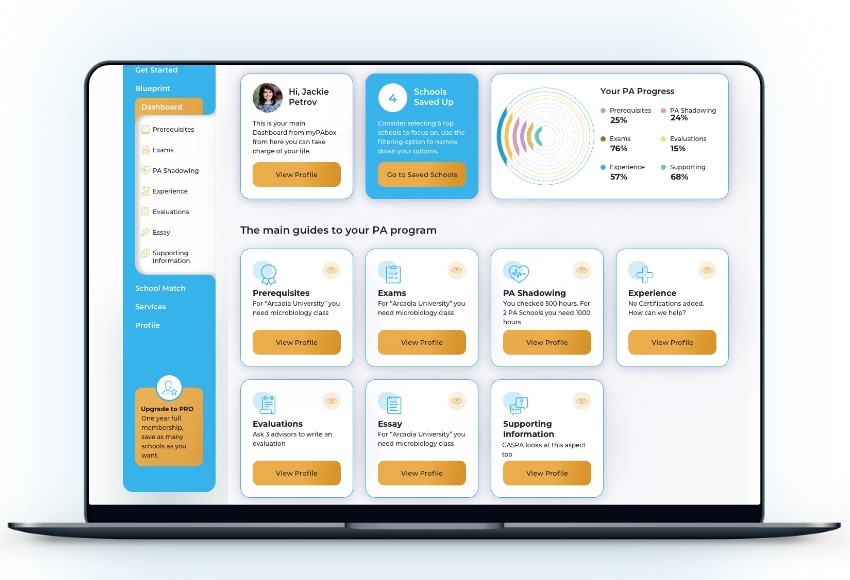 Get Started
Blueprint
Dashboard
Prerequisites
Exams
PA Shadowing
Experience
Evaluations
Essay
Supporting
Information
School Match
Services
Profile
Upgrade to PRO
One year full
membership,
save as many
schools as you
want.
Hi, Jackie
Petrov
This is your main
Dashboard from myPAbox -
from here you can take
charge of your life.
View Profile
4
Schools
Saved Up
Consider selecting 5 top
schools to focus on. Use the
filtering option to narrow
down your options.
Go to Saved Schools
Your PA Progress
Prerequisites
25%
PA Shadowing
24%
Exams
76%
Evaluations
15%
Experience
57%
Supporting
68%
The main guides to your PA program
Prerequisites
For "Arcadia University" you
need microbiology class
View Profile
Exams
For "Arcadia University" you
need microbiology class
View Profile
PA Shadowing
You checked 500 hours. For
2 PA Schools you need 1000
hours
View Profile
Experience
No Certifications added.
How can we help?
View Profile
Evaluations
Ask 3 advisors to write an
evaluation
View Profile
Essay
For "Arcadia University" you
need microbiology class
View Profile
Supporting
Information
CASPA looks at this aspect
too
View Profile